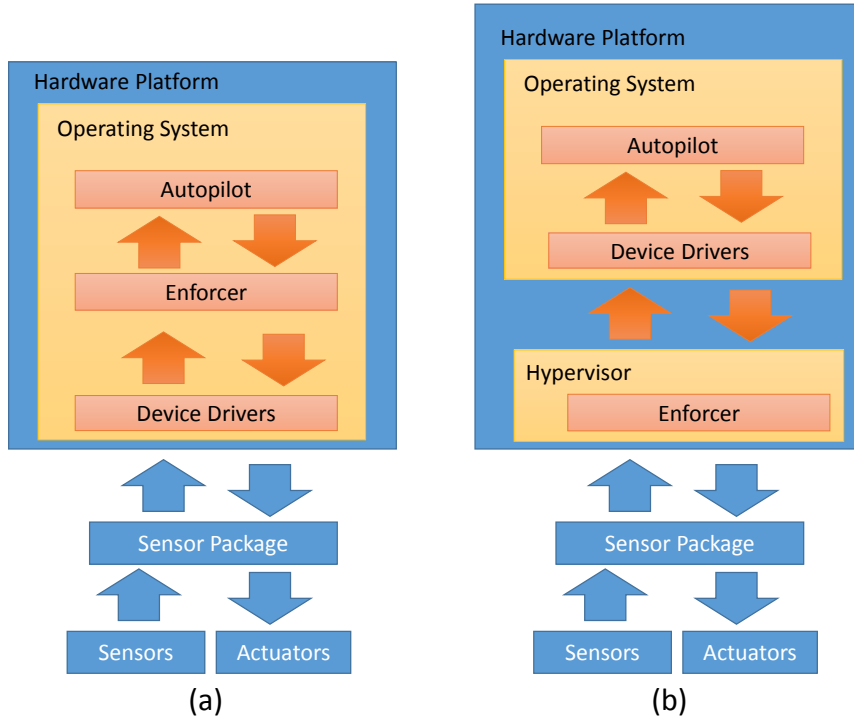 Hardware Platform
Operating System
Autopilot
Enforcer
Device Drivers
Sensor Package
Sensors
Actuators
(a)
Hardware Platform
Operating System
Autopilot
Device Drivers
Hypervisor
Enforcer
Sensor Package
Sensors
Actuators
(b)